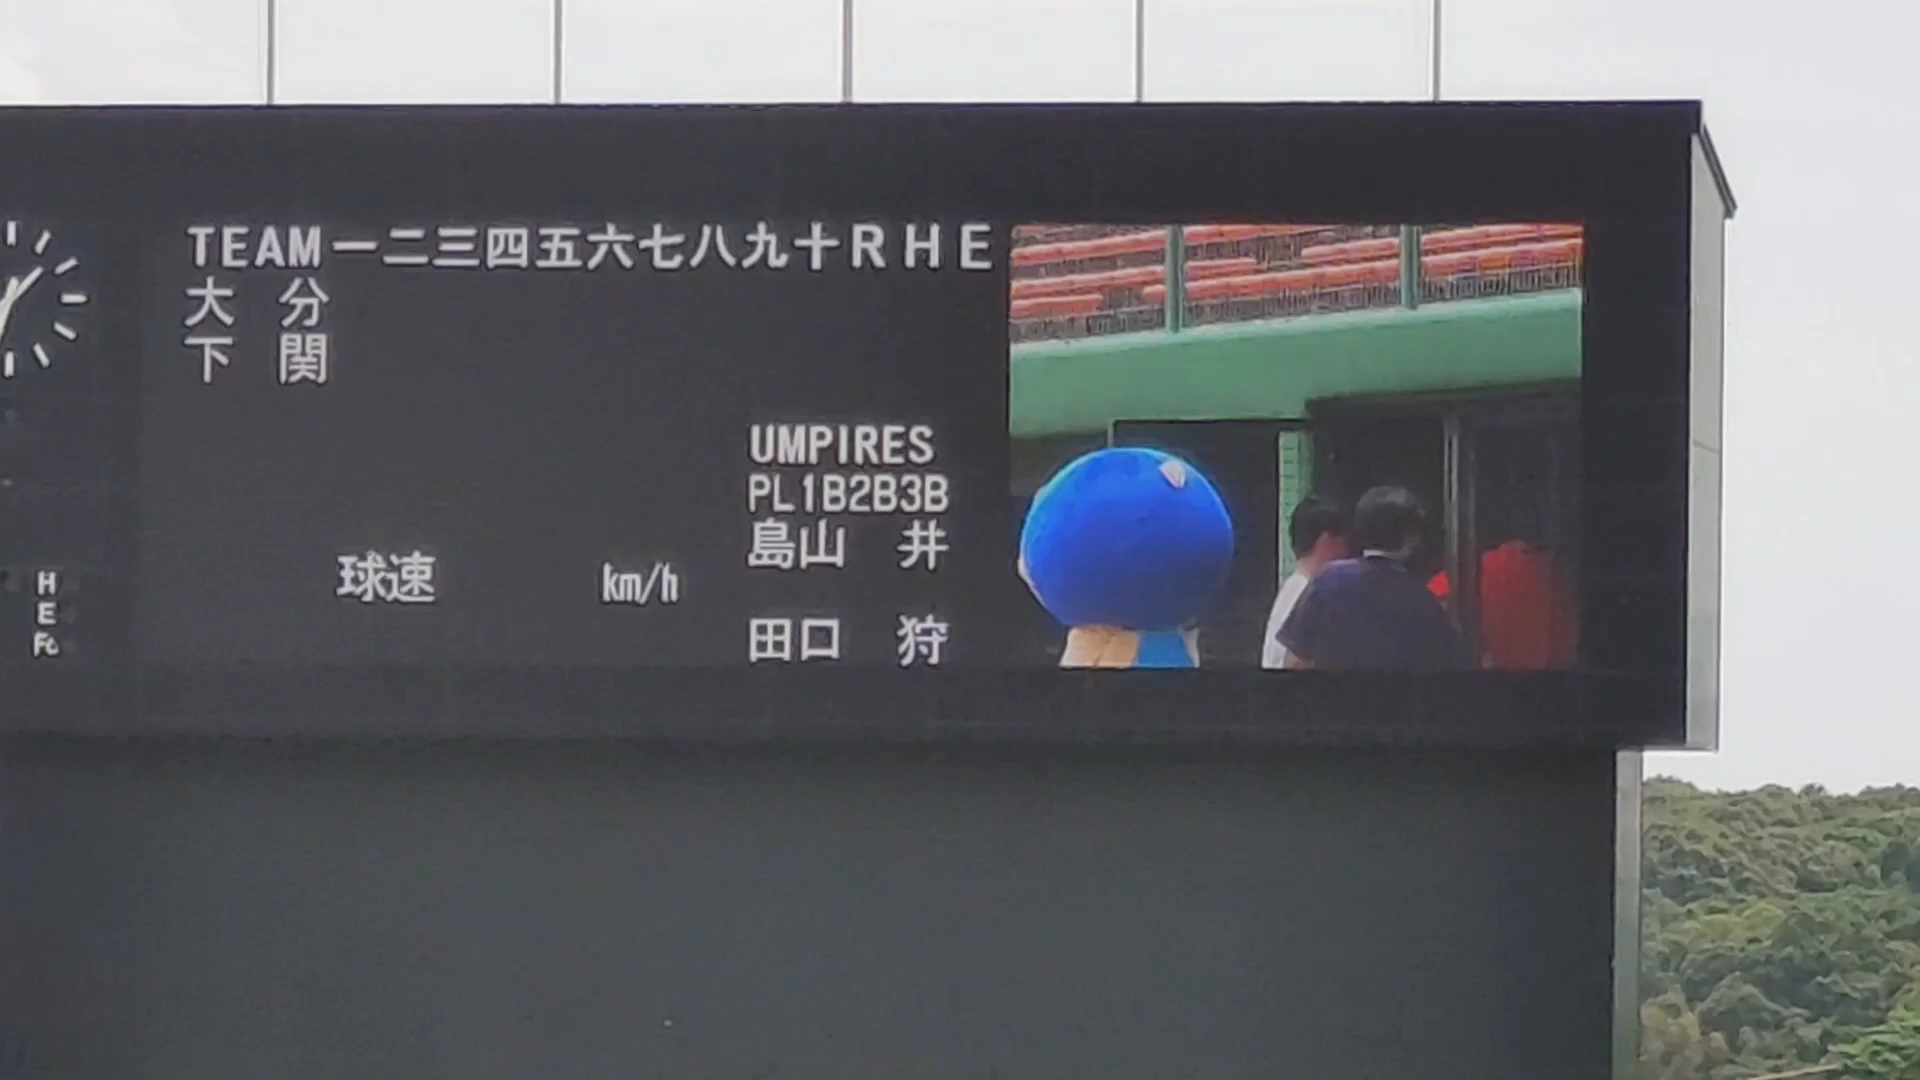 TEAM一二三四五六七八九十RHE
大分
下関
UMPIRES
PL1B2B3B
島山 井
田口 狩
球速 km/h
H
E
Fc